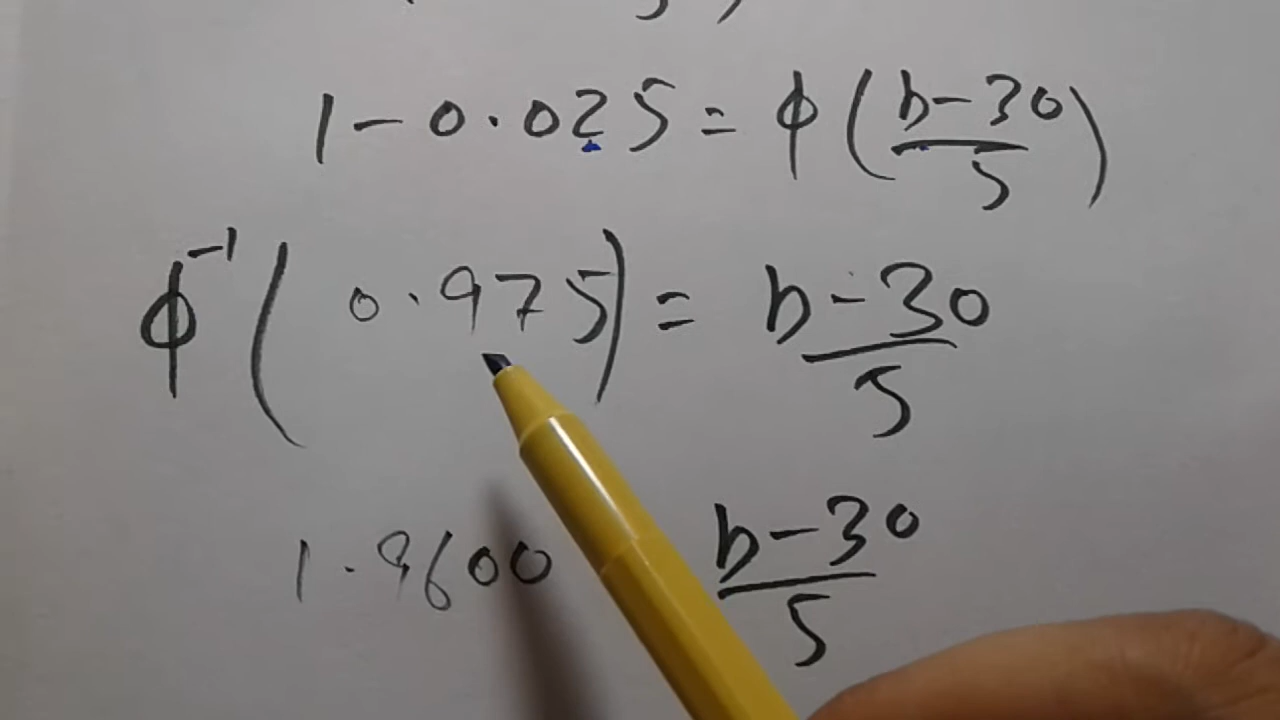 1 - 0.025 = φ(b-30/5)
φ⁻¹(0.975) = b-30/5
1.9600 b-30/5